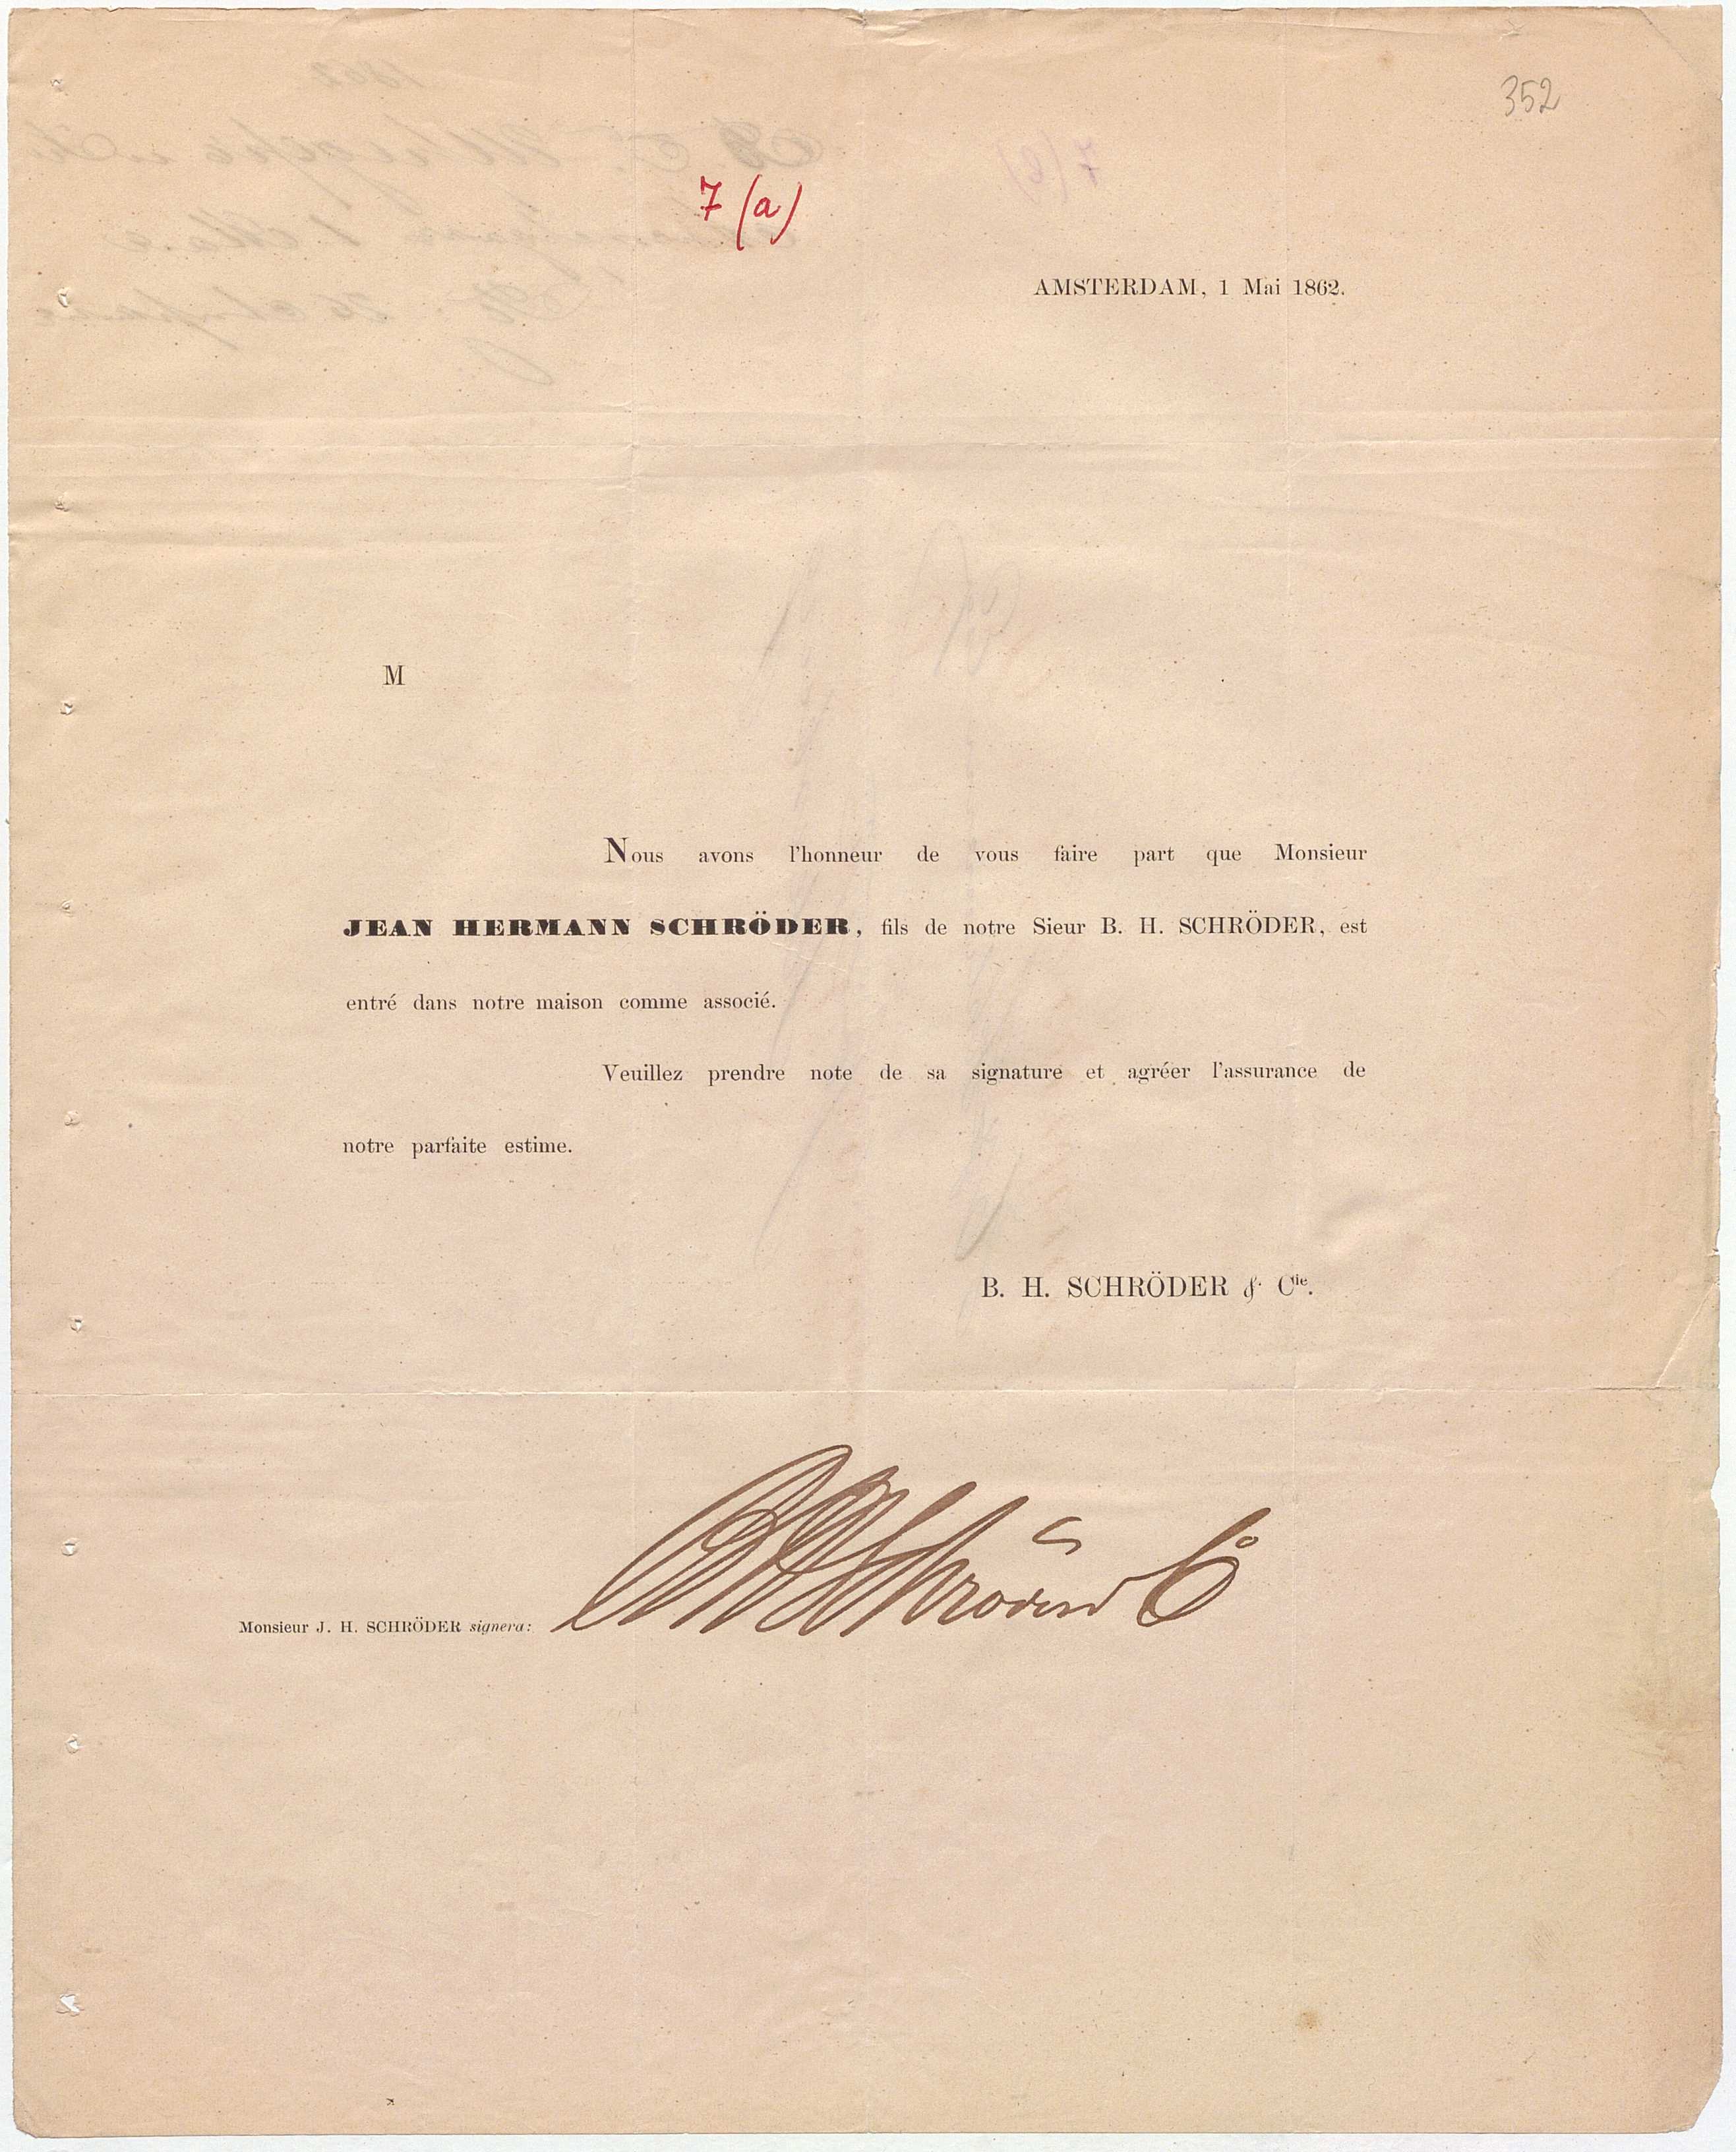 352
7 (a)
AMSTERDAM, 1 Mai 1862.
M
Nous avons l'honneur de vous faire part que Monsieur
JEAN HERMANN SCHRÖDER, fils de notre Sieur B. H. SCHRÖDER, est
entré dans notre maison comme associé.
Veuillez prendre note de sa signature et agréer l'assurance de
notre parfaite estime.
B. H. SCHRÖDER & Cie.
Monsieur J. H. SCHRÖDER signera: BHSchröder Co